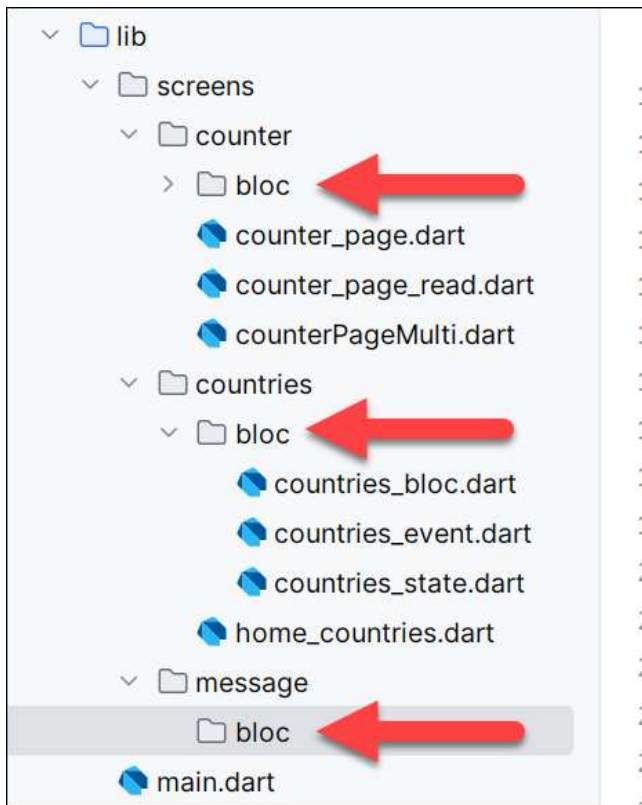 lib
screens
counter
bloc
counter_page.dart
counter_page_read.dart
counterPageMulti.dart
countries
bloc
countries_bloc.dart
countries_event.dart
countries_state.dart
home_countries.dart
message
bloc
main.dart